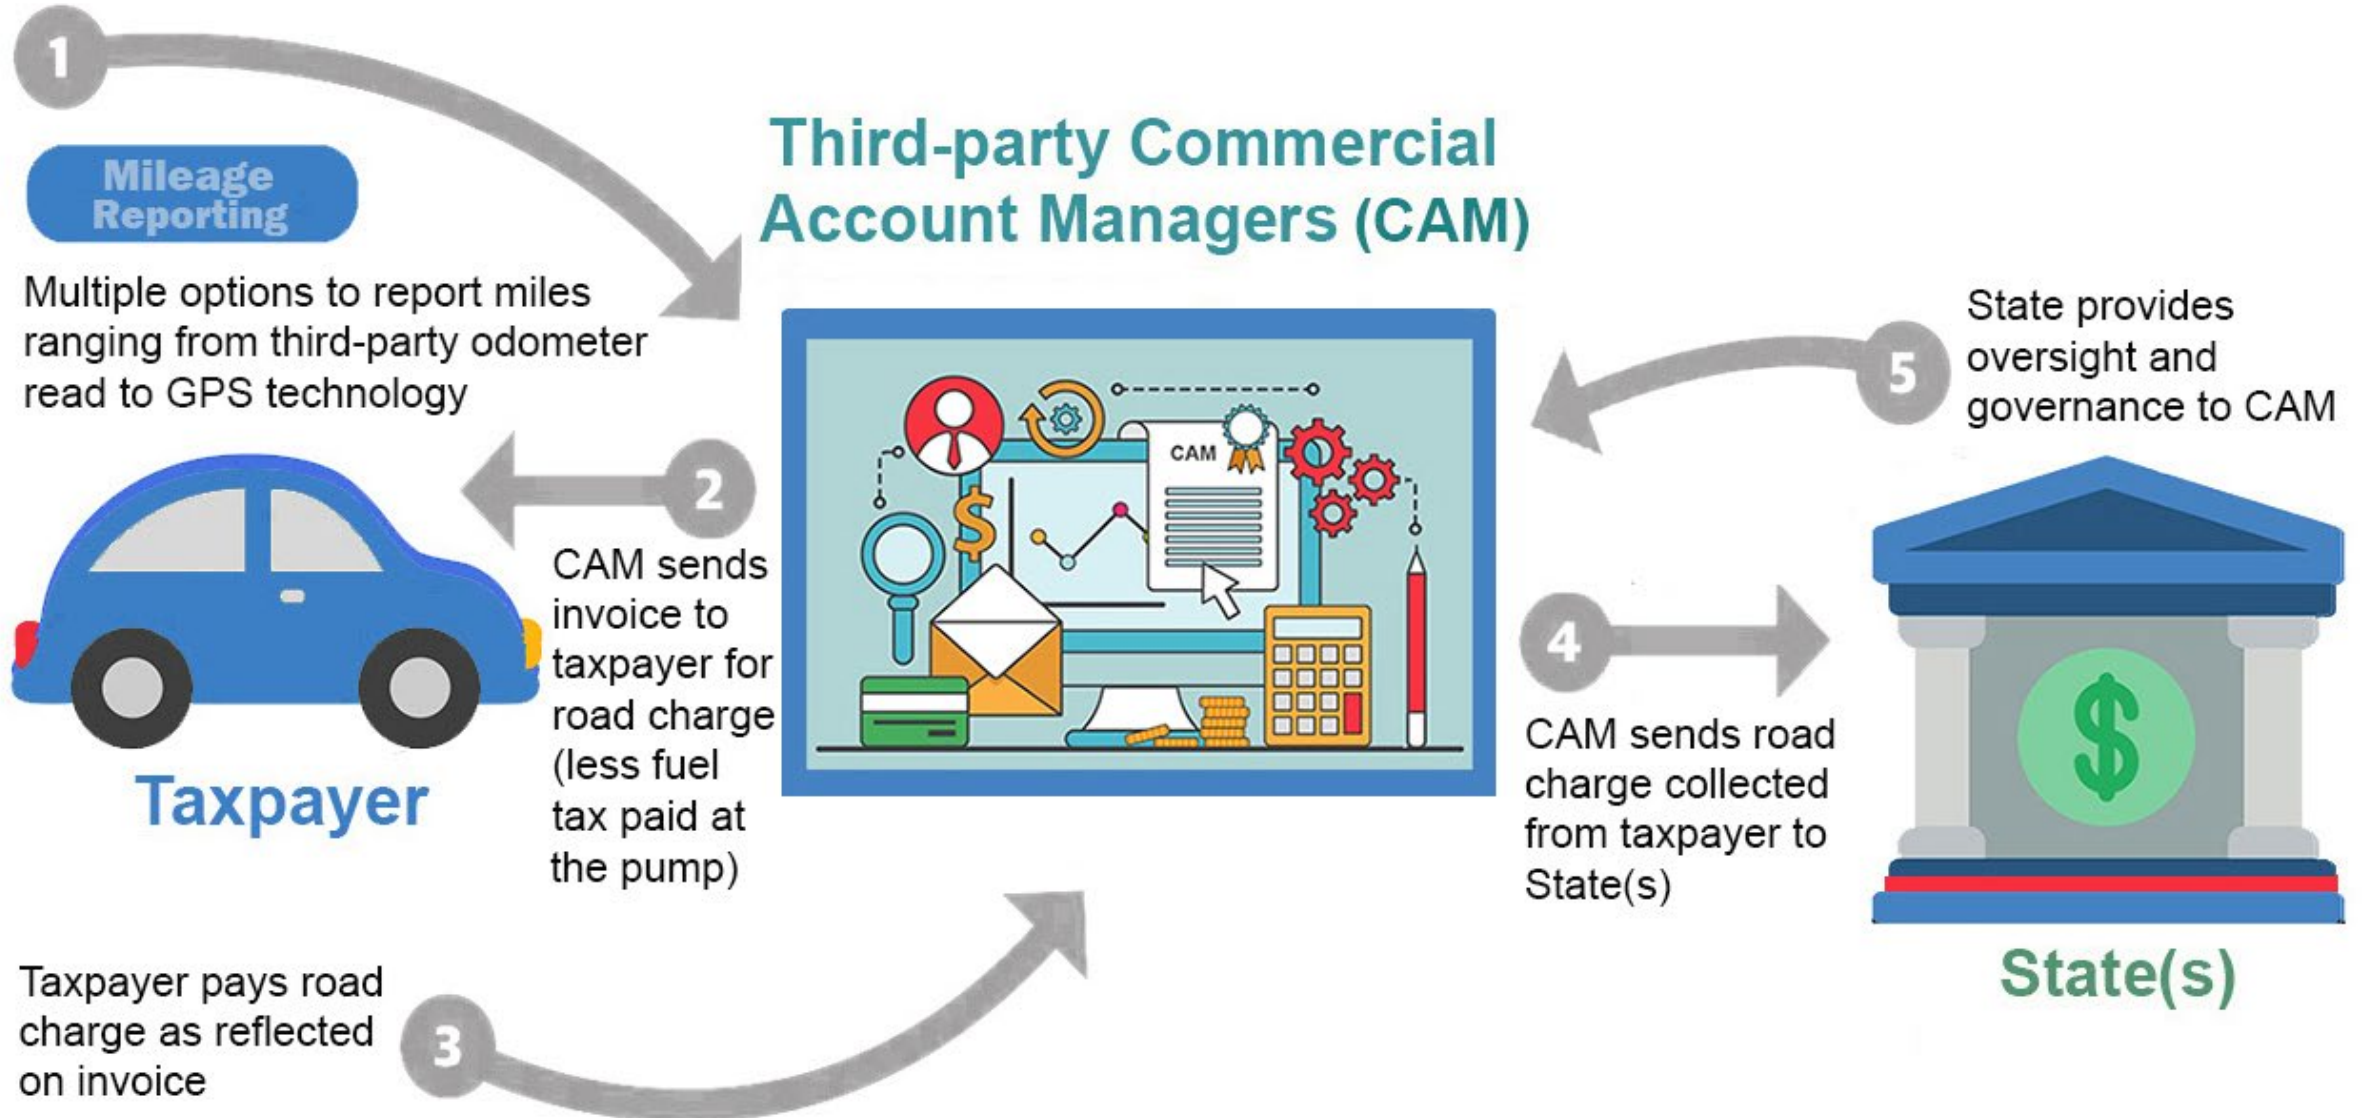 1
Mileage
Reporting
Multiple options to report miles
ranging from third-party odometer
read to GPS technology
2
CAM sends
invoice to
taxpayer for
road charge
(less fuel
tax paid at
the pump)
Taxpayer
Taxpayer pays road
charge as reflected
on invoice
3
Third-party Commercial
Account Managers (CAM)
CAM
$
4
CAM sends road
charge collected
from taxpayer to
State(s)
5
State provides
oversight and
governance to CAM
$
State(s)